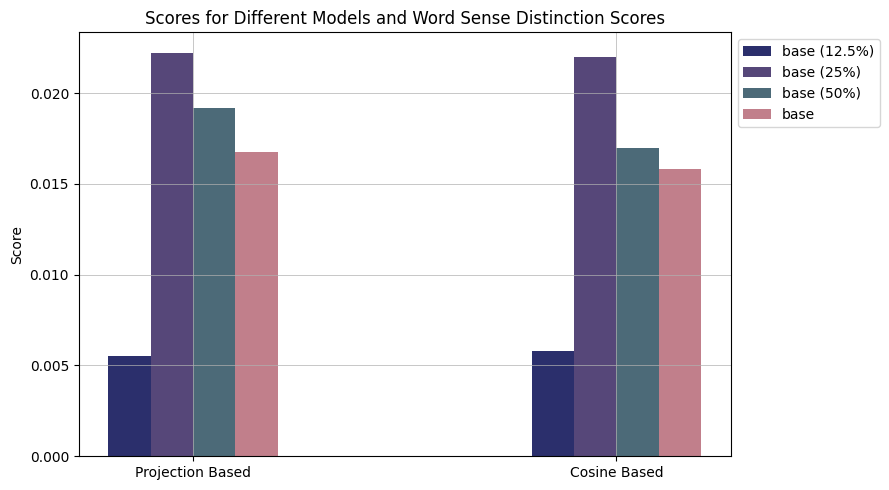 Scores for Different Models and Word Sense Distinction Scores
base (12.5%)
base (25%)
base (50%)
base
Score
0.020
0.015
0.010
0.005
0.000
Projection Based
Cosine Based